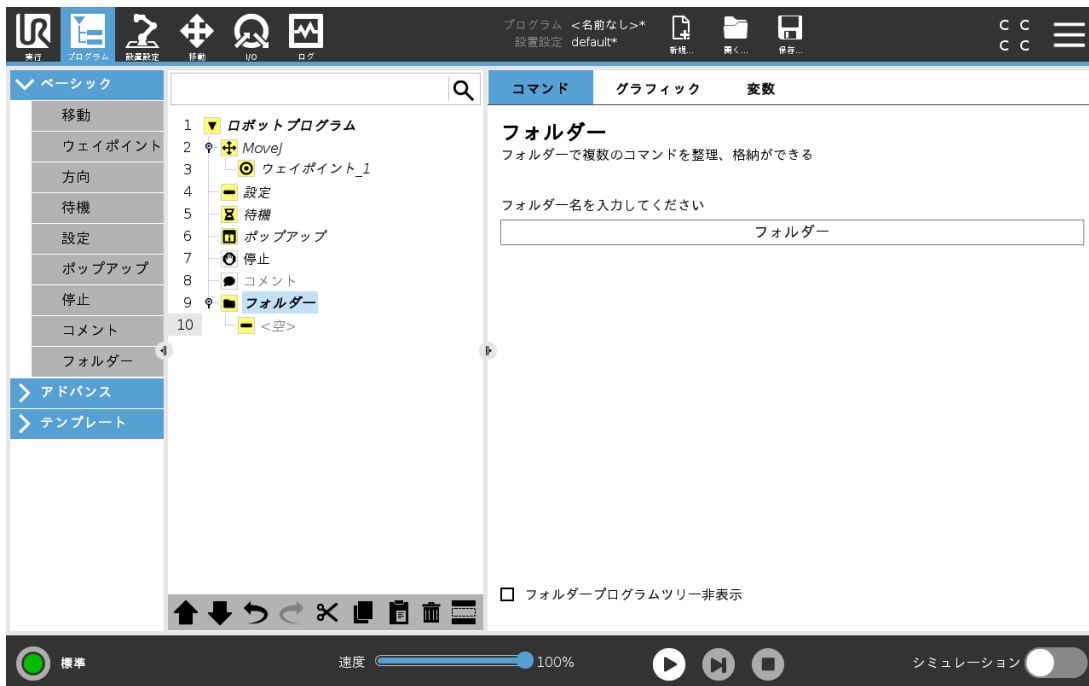 UR
実行
プログラム
設置設定
移動
I/O
ログ
プログラム <名前なし>*
設置設定 default*
新規...
開く...
保存...
C C
C C
ベーシック
移動
ウェイポイント
方向
待機
設定
ポップアップ
停止
コメント
フォルダー
アドバンス
テンプレート
1 ロボットプログラム
2 MoveJ
3 ウェイポイント_1
4 設定
5 待機
6 ポップアップ
7 停止
8 コメント
9 フォルダー
10 <空>
コマンド グラフィック 変数
フォルダー
フォルダーで複数のコマンドを整理、格納ができる
フォルダー名を入力してください
フォルダー
フォルダープログラムツリー非表示
標準
速度 100%
シミュレーション